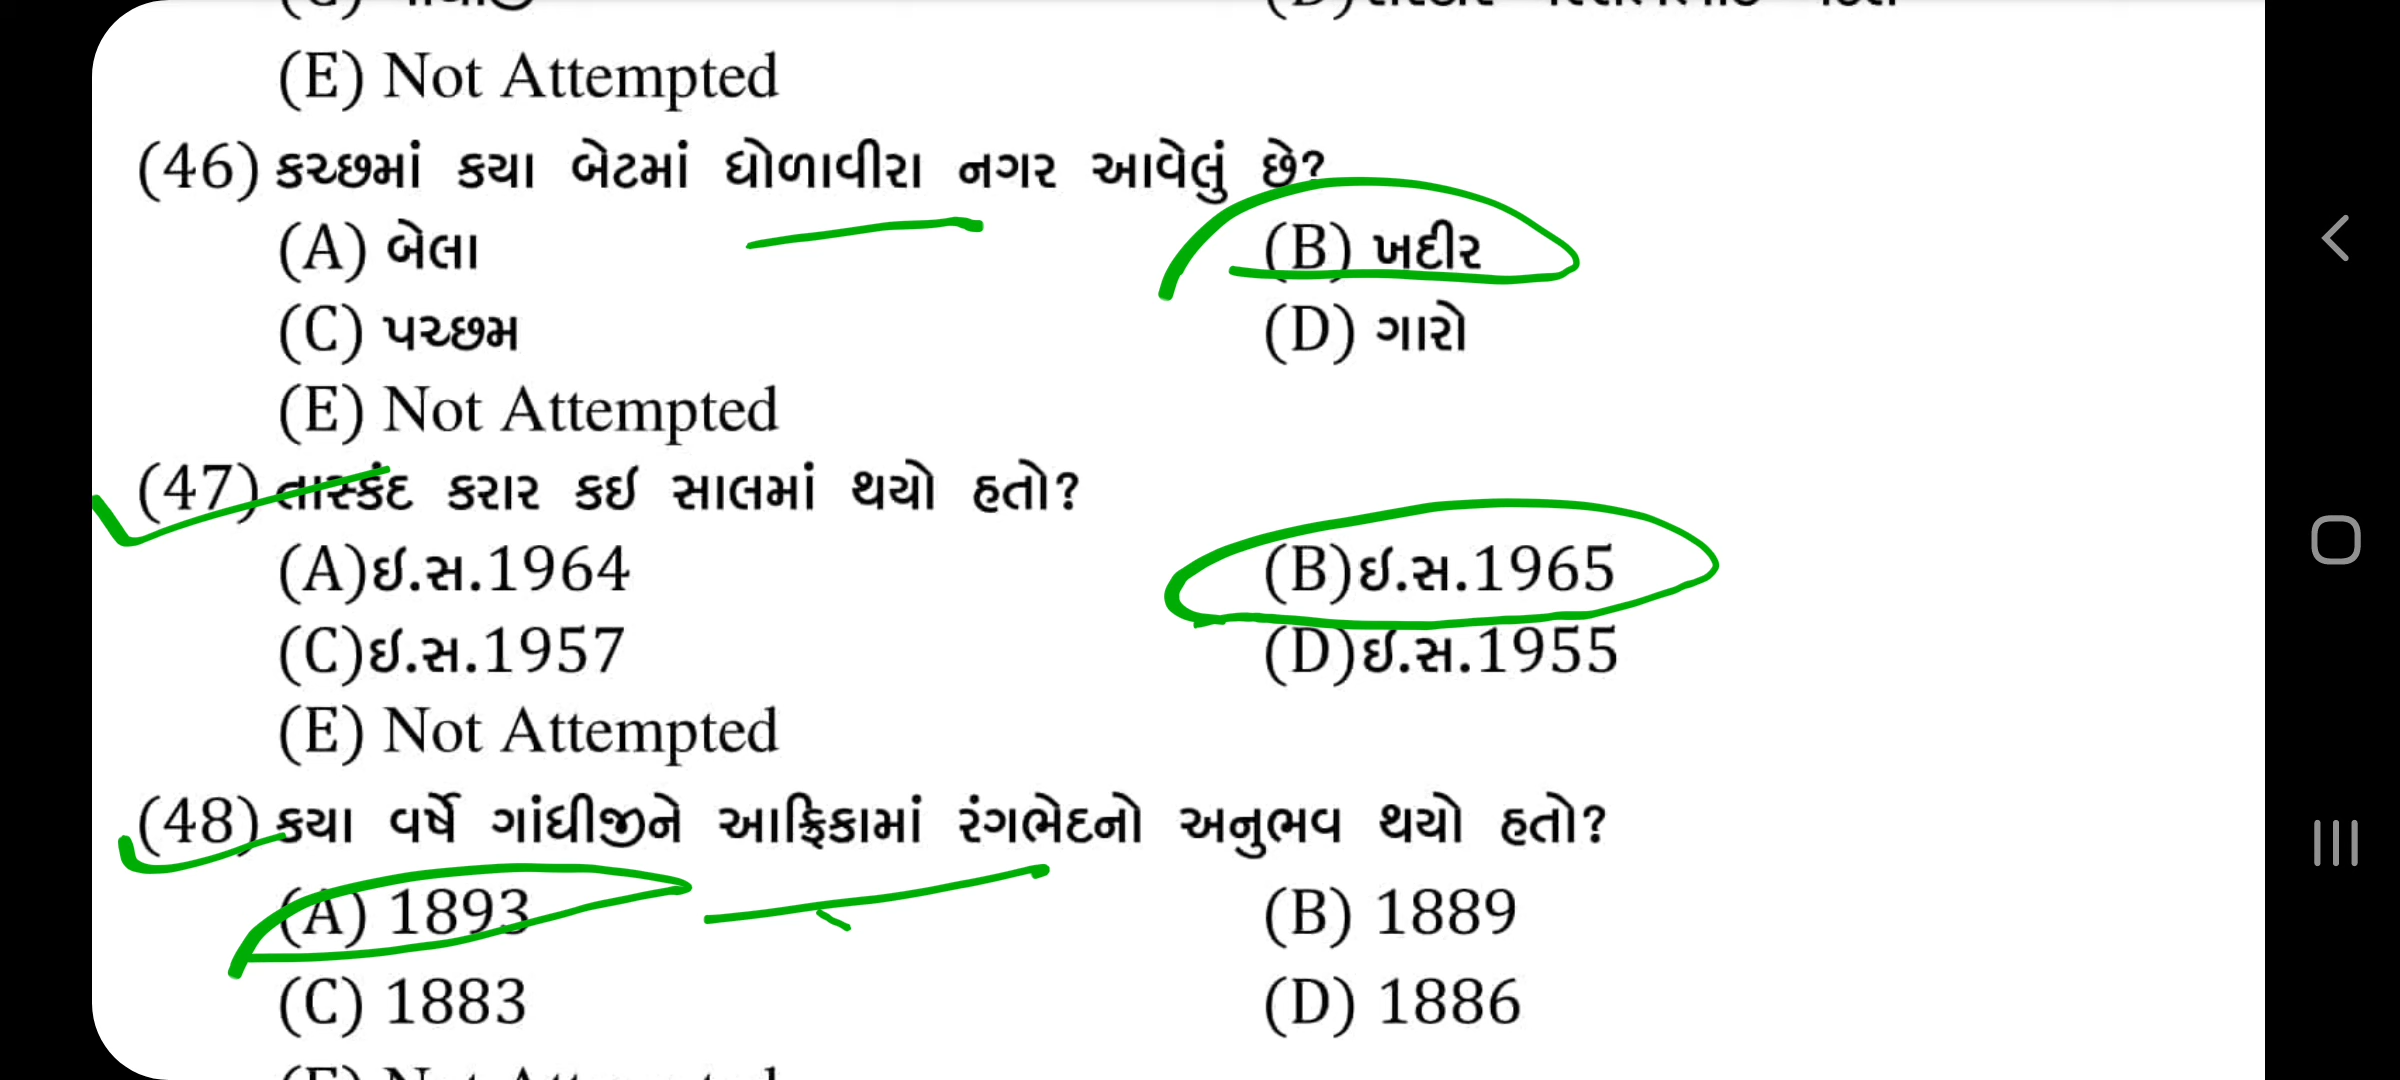 (E) Not Attempted
(46) કચ્છમાં કયા બેટમાં ધોળાવીરા નગર આવેલું છે?
(A) બેલા (B) ખદીર
(C) પચ્છમ (D) ગારો
(E) Not Attempted
(47) તાસ્કંદ કરાર કઈ સાલમાં થયો હતો?
(A)ઈ.સ.1964 (B)ઈ.સ.1965
(C)ઈ.સ.1957 (D)ઈ.સ.1955
(E) Not Attempted
(48) કયા વર્ષે ગાંધીજીને આફ્રિકામાં રંગભેદનો અનુભવ થયો હતો?
(A) 1893 (B) 1889
(C) 1883 (D) 1886
(E) Not Attempted